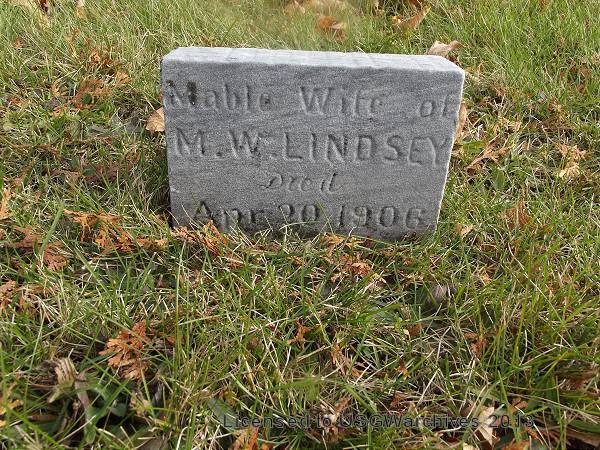 Mable Wife of
M.W. LINDSEY
Died
Apr 20 1906
Licensed to USGWarchives 2013